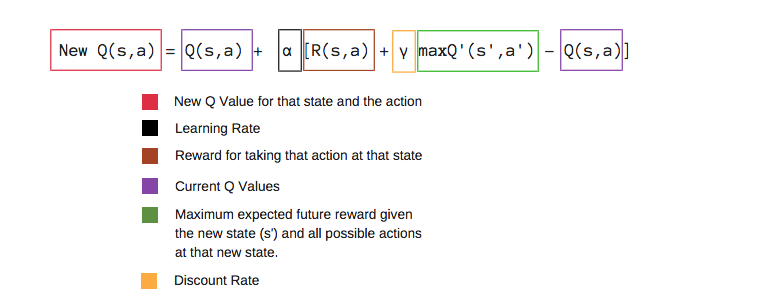 New Q(s,a) = Q(s,a) + α [R(s,a) + γ maxQ'(s',a') − Q(s,a)]
New Q Value for that state and the action
Learning Rate
Reward for taking that action at that state
Current Q Values
Maximum expected future reward given
the new state (s') and all possible actions
at that new state.
Discount Rate